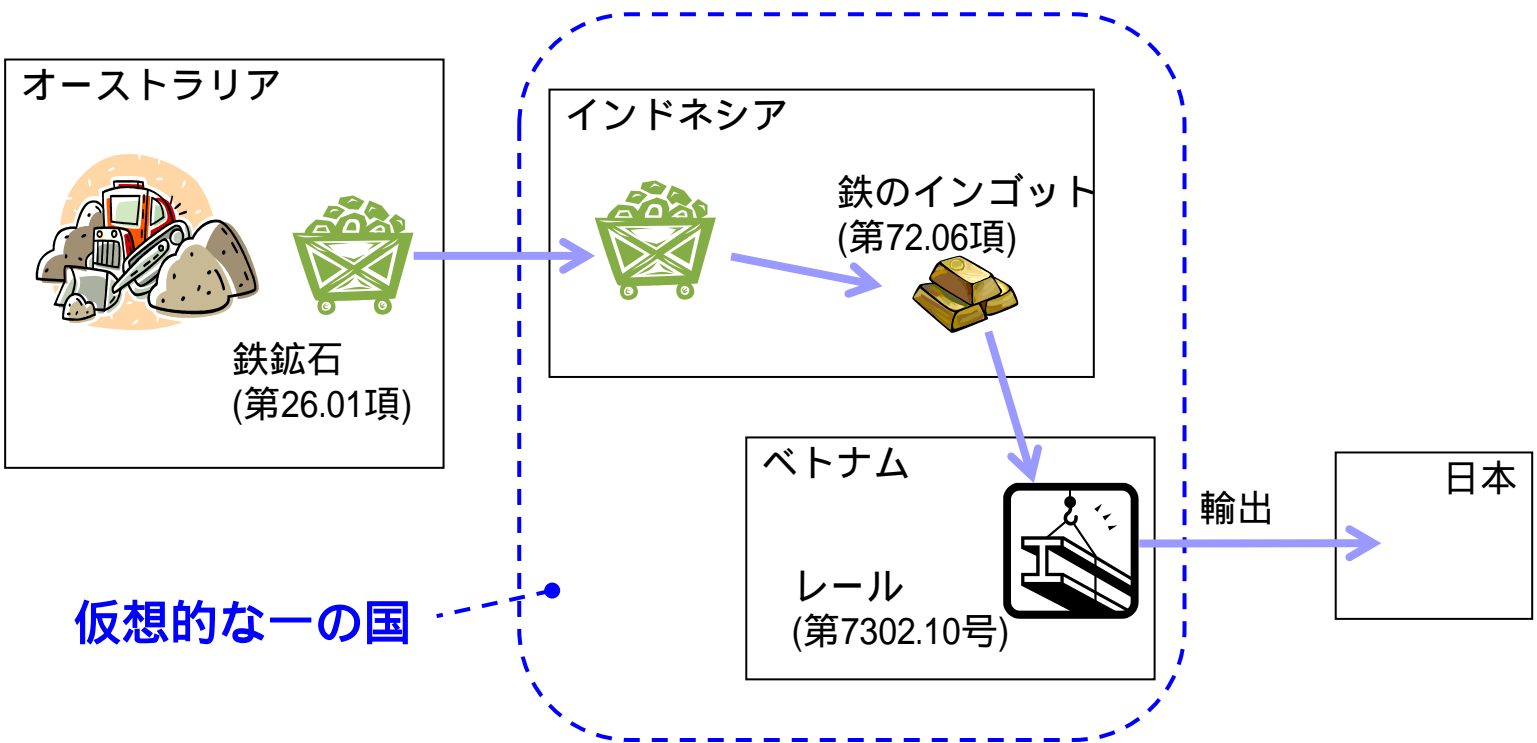 オーストラリア
鉄鉱石
(第26.01項)
インドネシア
鉄のインゴット
(第72.06項)
ベトナム
レール
(第7302.10号)
輸出
日本
仮想的な一の国